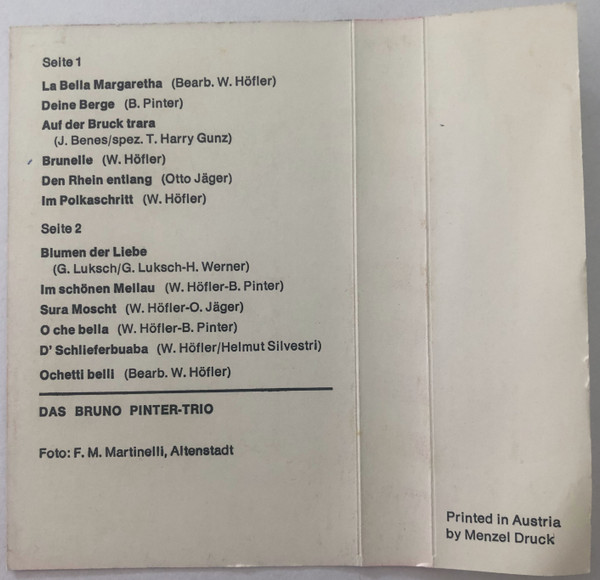 Seite 1
La Bella Margaretha (Bearb. W. Höfler)
Deine Berge (B. Pinter)
Auf der Bruck trara
(J. Benes/spez. T. Harry Gunz)
Brunelle (W. Höfler)
Den Rhein entlang (Otto Jäger)
Im Polkaschritt (W. Höfler)
Seite 2
Blumen der Liebe
(G. Luksch/G. Luksch-H. Werner)
Im schönen Mellau (W. Höfler-B. Pinter)
Sura Moscht (W. Höfler-O. Jäger)
O che bella (W. Höfler-B. Pinter)
D' Schlieferbuaba (W. Höfler/Helmut Silvestri)
Ochetti belli (Bearb. W. Höfler)
DAS BRUNO PINTER-TRIO
Foto: F. M. Martinelli, Altenstadt
Printed in Austria
by Menzel Druck